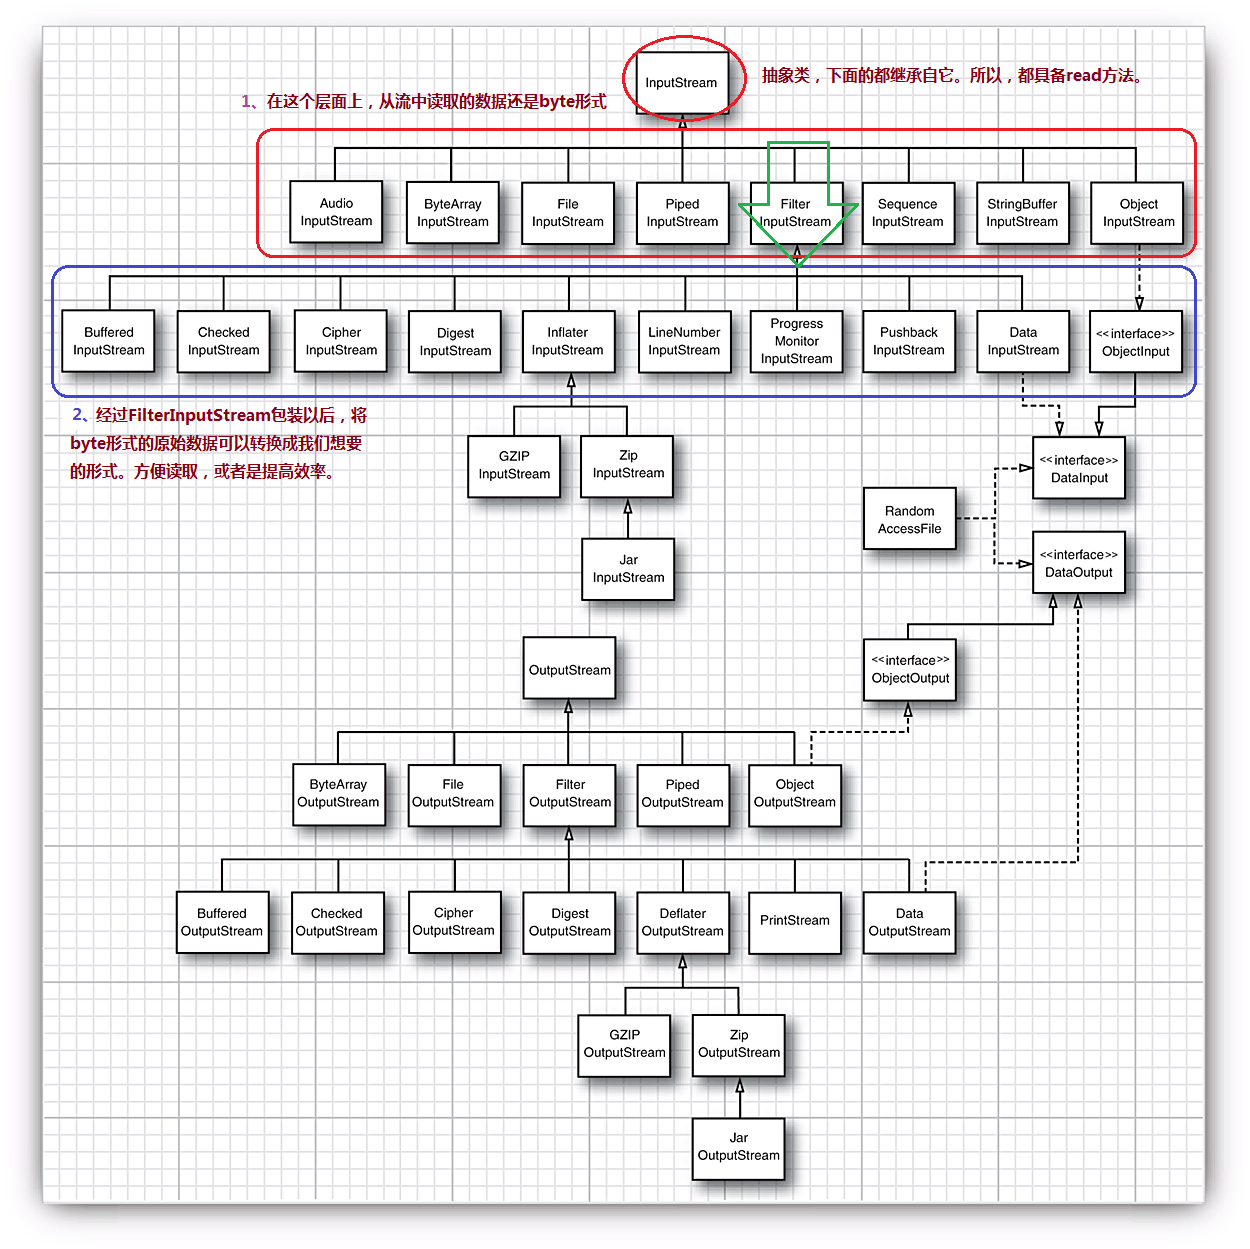 InputStream
抽象类，下面的都继承自它。所以，都具备read方法。
1、在这个层面上，从流中读取的数据还是byte形式
Audio
InputStream
ByteArray
InputStream
File
InputStream
Piped
InputStream
Filter
InputStream
Sequence
InputStream
StringBuffer
InputStream
Object
InputStream
Buffered
InputStream
Checked
InputStream
Cipher
InputStream
Digest
InputStream
Inflater
InputStream
LineNumber
InputStream
Progress
Monitor
InputStream
Pushback
InputStream
Data
InputStream
<<interface>>
ObjectInput
2、经过FilterInputStream包装以后，将
byte形式的原始数据可以转换成我们想要
的形式。方便读取，或者是提高效率。
GZIP
InputStream
Zip
InputStream
<<interface>>
DataInput
Random
AccessFile
Jar
InputStream
<<interface>>
DataOutput
OutputStream
<<interface>>
ObjectOutput
ByteArray
OutputStream
File
OutputStream
Filter
OutputStream
Piped
OutputStream
Object
OutputStream
Buffered
OutputStream
Checked
OutputStream
Cipher
OutputStream
Digest
OutputStream
Deflater
OutputStream
PrintStream
Data
OutputStream
GZIP
OutputStream
Zip
OutputStream
Jar
OutputStream